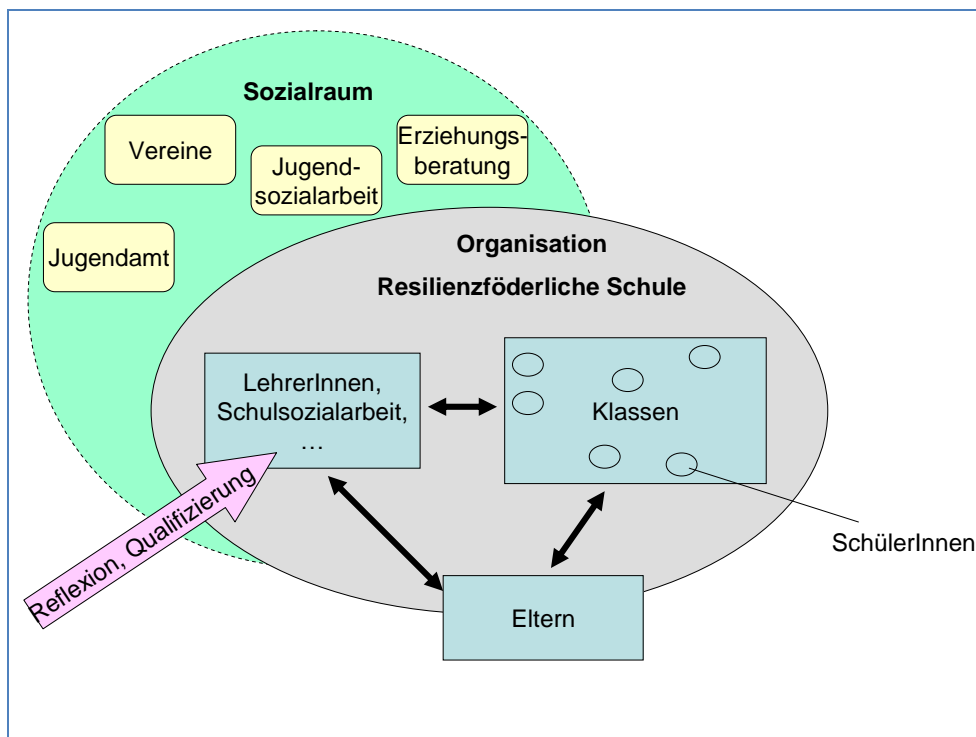 Sozialraum
Vereine
Jugend-
sozialarbeit
Erziehungs-
beratung
Jugendamt
Organisation
Resilienzföderliche Schule
LehrerInnen,
Schulsozialarbeit,
…
Klassen
Reflexion, Qualifizierung
SchülerInnen
Eltern